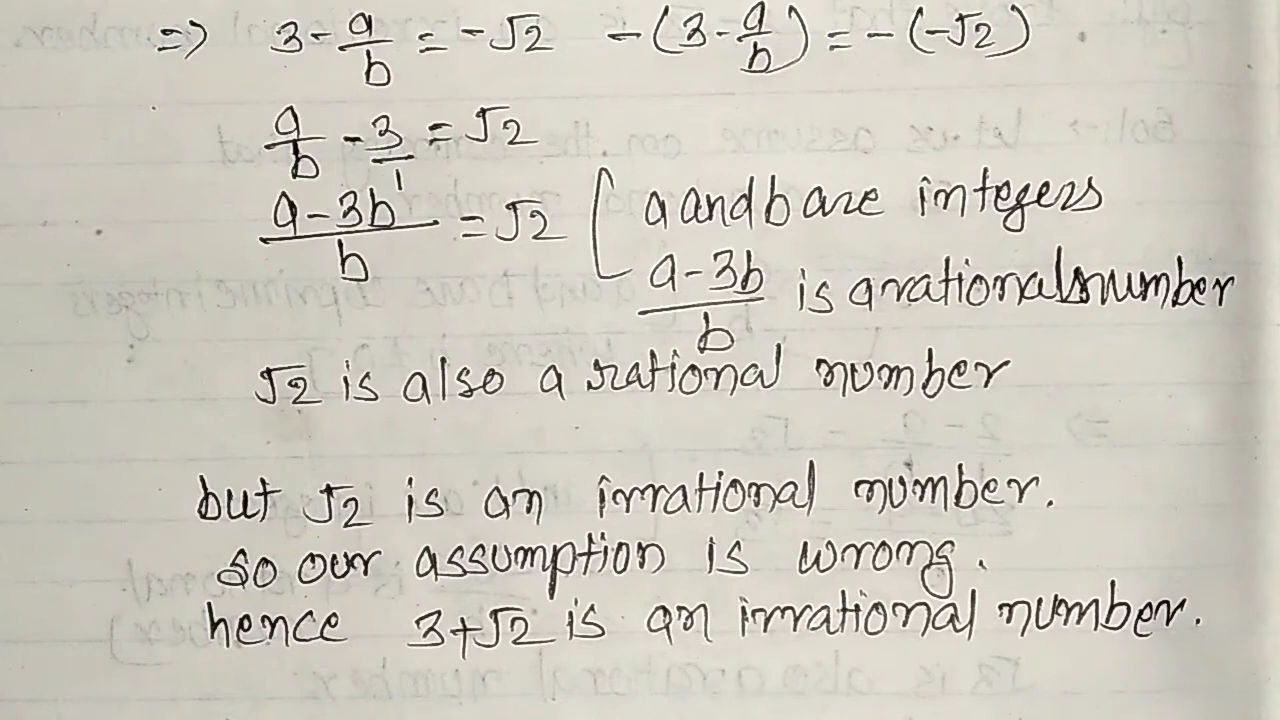 ⇒ 3 - a/b = -√2 - (3 - a/b) = - (-√2)
a/b - 3/1 = √2
(a - 3b)/b = √2 [ a and b are integers
(a - 3b)/b is a rational number
√2 is also a rational number
but √2 is an irrational number.
so our assumption is wrong.
hence 3+√2 is an irrational number.